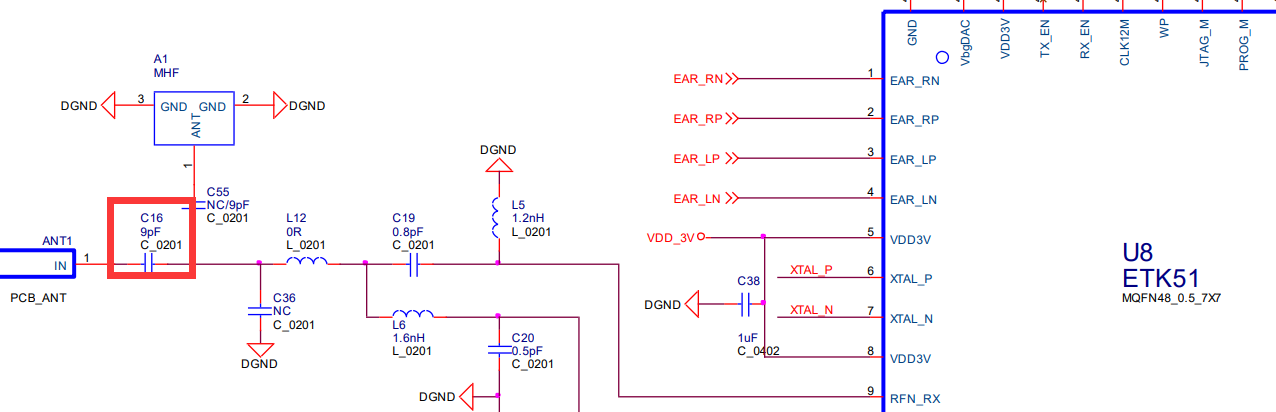 GND
VbgDAC
VDD3V
TX_EN
RX_EN
CLK12M
WP
JTAG_M
PROG_M
A1
MHF
DGND
3
GND GND
ANT
2
DGND
1
EAR_RN
1
EAR_RN
EAR_RP
2
EAR_RP
EAR_LP
3
EAR_LP
EAR_LN
4
EAR_LN
VDD_3V
5
VDD3V
XTAL_P
6
XTAL_P
XTAL_N
7
XTAL_N
8
VDD3V
9
RFN_RX
U8
ETK51
MQFN48_0.5_7X7
DGND
L5
1.2nH
L_0201
C55
NC/9pF
C_0201
C16
9pF
C_0201
L12
0R
L_0201
C19
0.8pF
C_0201
ANT1
IN
1
PCB_ANT
C36
NC
C_0201
DGND
L6
1.6nH
L_0201
C20
0.5pF
C_0201
DGND
C38
DGND
1uF
C_0402